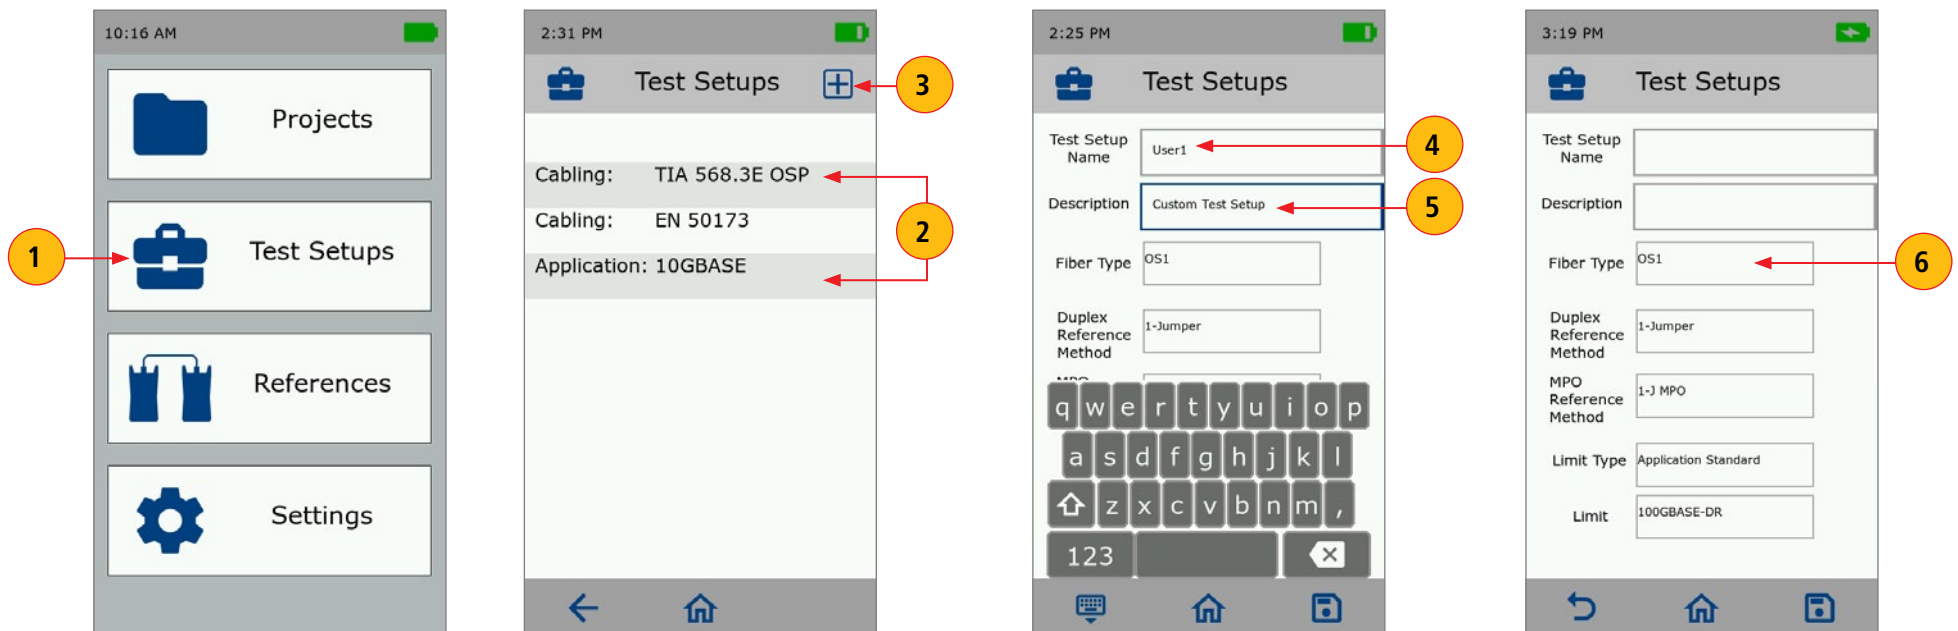 10:16 AM
Projects
Test Setups
References
Settings
1
2:31 PM
Test Setups
3
Cabling: TIA 568.3E OSP
Cabling: EN 50173
Application: 10GBASE
2
2:25 PM
Test Setups
Test Setup
Name
User1
4
Description
Custom Test Setup
5
Fiber Type
OS1
Duplex
Reference
Method
1-Jumper
q w e r t y u i o p
a s d f g h j k l
z x c v b n m ,
123
3:19 PM
Test Setups
Test Setup
Name
Description
Fiber Type
OS1
6
Duplex
Reference
Method
1-Jumper
MPO
Reference
Method
1-J MPO
Limit Type
Application Standard
Limit
100GBASE-DR